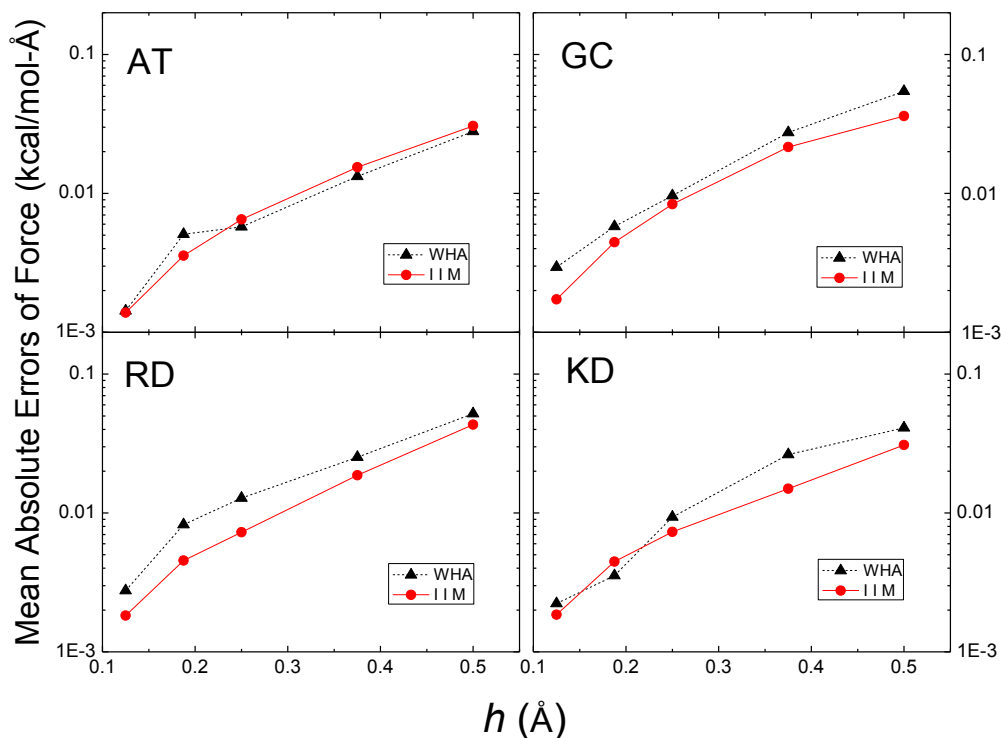 Mean Absolute Errors of Force (kcal/mol-Å)
AT
0.1
0.01
1E-3
WHA
I I M
GC
0.1
0.01
1E-3
WHA
I I M
RD
0.1
0.01
1E-3
WHA
I I M
0.1 0.2 0.3 0.4 0.5
KD
0.1
0.01
1E-3
WHA
I I M
0.1 0.2 0.3 0.4 0.5
h (Å)